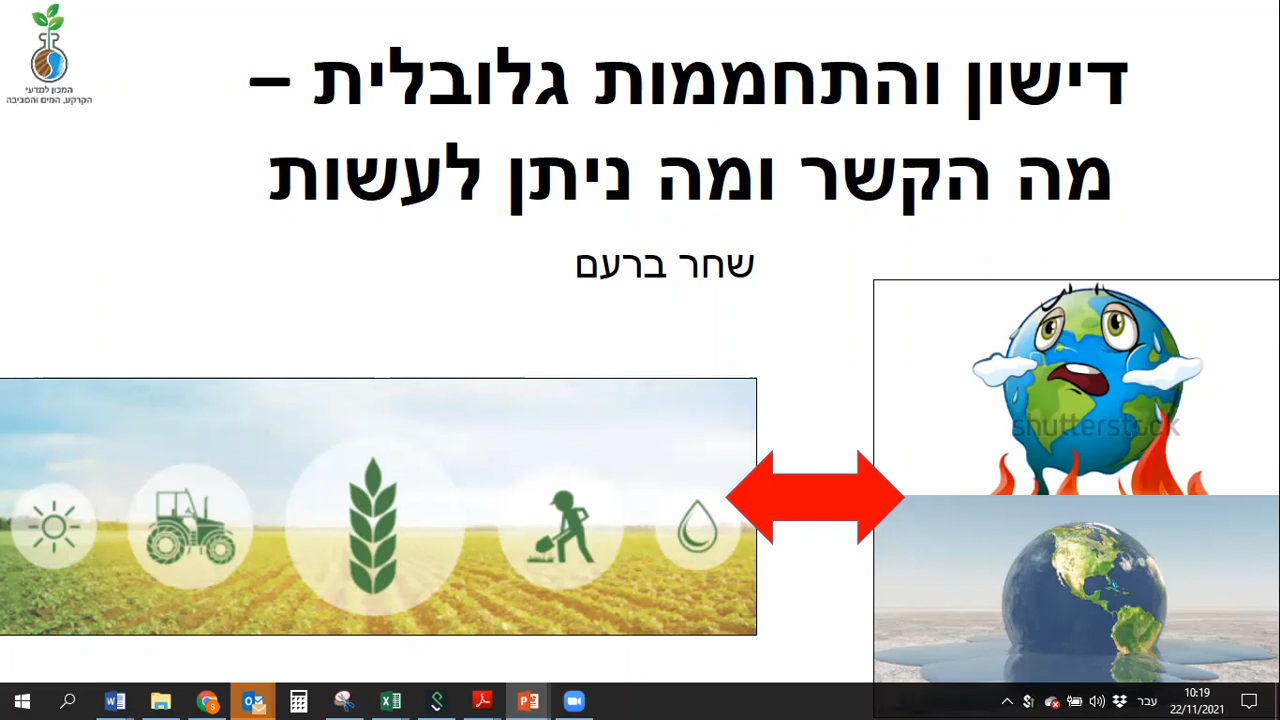 המכון למדעי
הקרקע, המים והסביבה
דישון והתחממות גלובלית –
מה הקשר ומה ניתן לעשות
שחר ברעם
shutterstock
עבר
10:19
22/11/2021